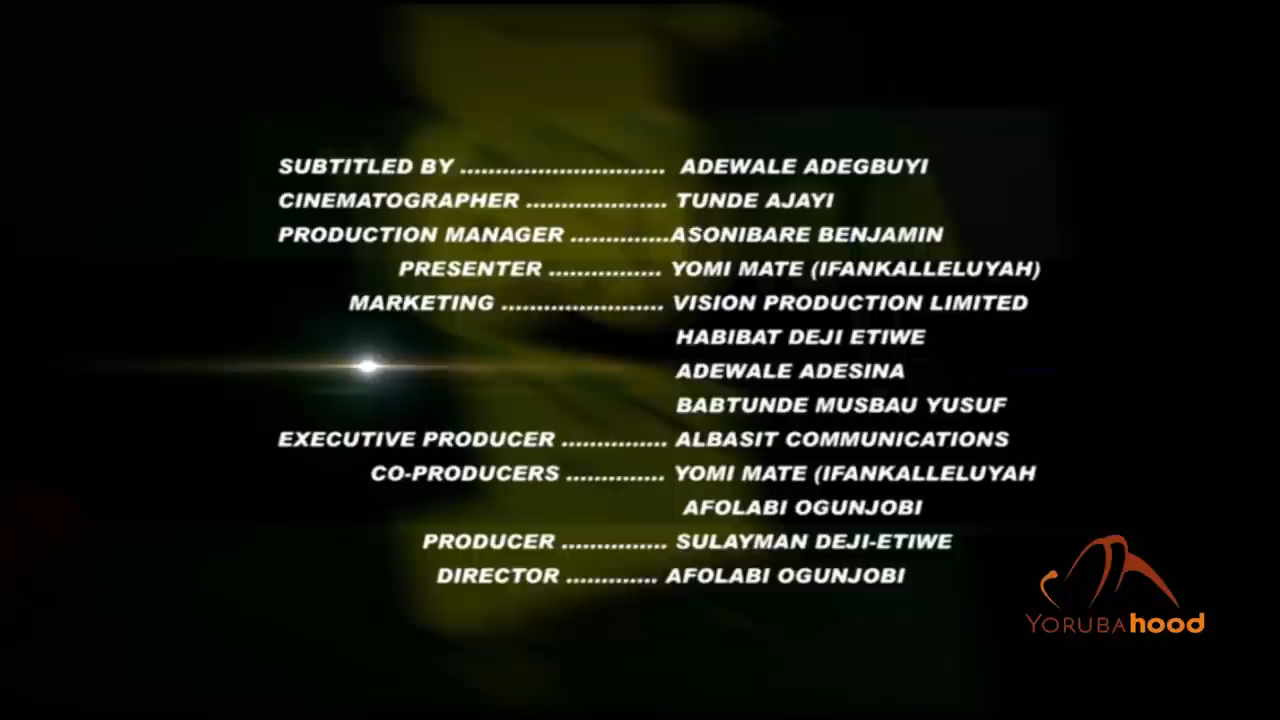 SUBTITLED BY ............................. ADEWALE ADEGBUYI
CINEMATOGRAPHER .................... TUNDE AJAYI
PRODUCTION MANAGER ..............ASONIBARE BENJAMIN
PRESENTER ................ YOMI MATE (IFANKALLELUYAH)
MARKETING ....................... VISION PRODUCTION LIMITED
HABIBAT DEJI ETIWE
ADEWALE ADESINA
BABTUNDE MUSBAU YUSUF
EXECUTIVE PRODUCER ............... ALBASIT COMMUNICATIONS
CO-PRODUCERS .............. YOMI MATE (IFANKALLELUYAH
AFOLABI OGUNJOBI
PRODUCER ............... SULAYMAN DEJI-ETIWE
DIRECTOR ............. AFOLABI OGUNJOBI
YORUBAhood